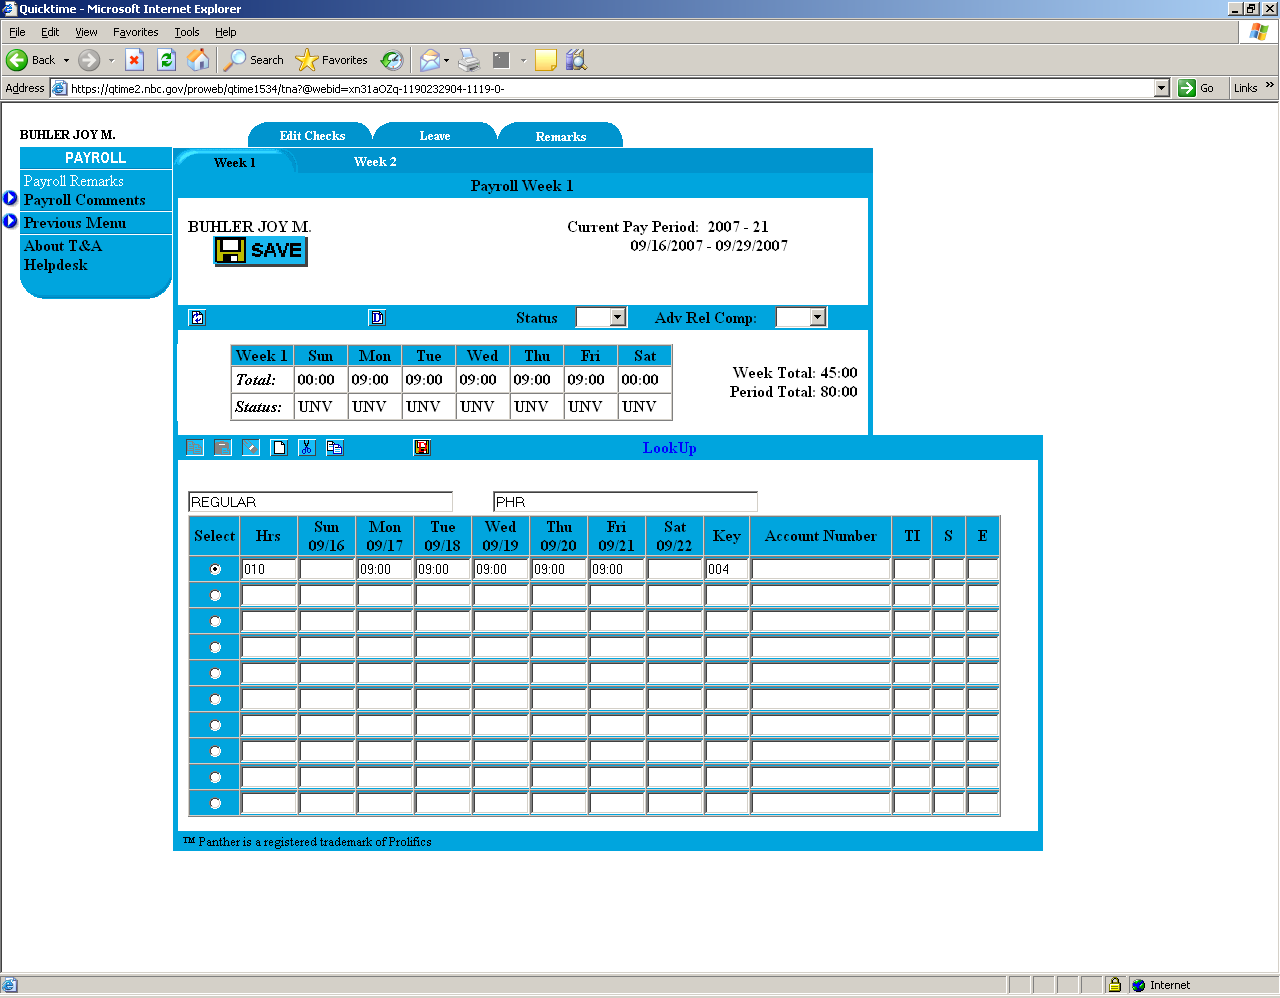 Quicktime - Microsoft Internet Explorer
File Edit View Favorites Tools Help
Back Search Favorites
Address https://qtime2.nbc.gov/proweb/qtime1534/tna?@webid=xn31aOZq-1190232904-1119-0- Go Links »
BUHLER JOY M. Edit Checks Leave Remarks
PAYROLL Week 1 Week 2
Payroll Week 1
Payroll Remarks
Payroll Comments
Previous Menu
About T&A
Helpdesk
BUHLER JOY M. Current Pay Period: 2007 - 21
SAVE 09/16/2007 - 09/29/2007
D Status Adv Rel Comp:
Week 1 Sun Mon Tue Wed Thu Fri Sat
Total: 00:00 09:00 09:00 09:00 09:00 09:00 00:00
Status: UNV UNV UNV UNV UNV UNV UNV
Week Total: 45:00
Period Total: 80:00
LookUp
REGULAR PHR
Select Hrs Sun 09/16 Mon 09/17 Tue 09/18 Wed 09/19 Thu 09/20 Fri 09/21 Sat 09/22 Key Account Number TI S E
010 09:00 09:00 09:00 09:00 09:00 004
™ Panther is a registered trademark of Prolifics
Internet